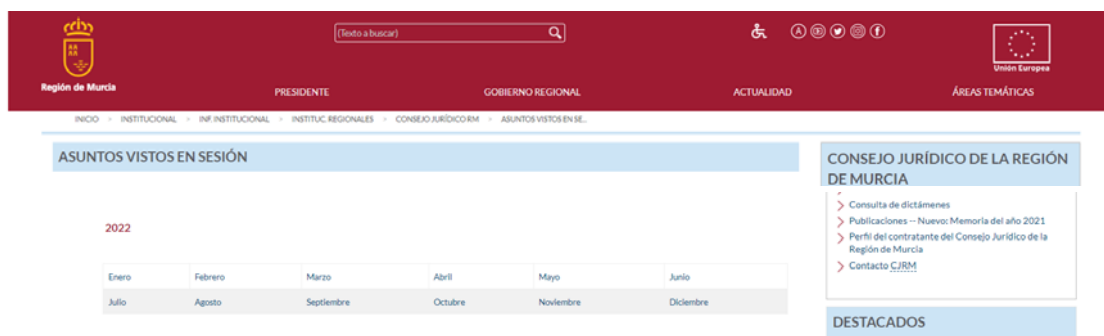 (Texto a buscar)
Unión Europea
Región de Murcia
PRESIDENTE
GOBIERNO REGIONAL
ACTUALIDAD
ÁREAS TEMÁTICAS
INICIO > INSTITUCIONAL > INF. INSTITUCIONAL > INSTITUC. REGIONALES > CONSEJO JURÍDICO RM > ASUNTOS VISTOS EN SE...
ASUNTOS VISTOS EN SESIÓN
2022
Enero Febrero Marzo Abril Mayo Junio
Julio Agosto Septiembre Octubre Noviembre Diciembre
CONSEJO JURÍDICO DE LA REGIÓN
DE MURCIA
Consulta de dictámenes
Publicaciones -- Nuevo: Memoria del año 2021
Perfil del contratante del Consejo Jurídico de la
Región de Murcia
Contacto CJRM
DESTACADOS